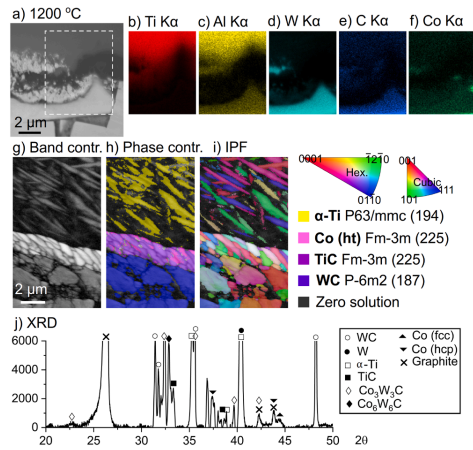 a) 1200 ºC
b) Ti Kα
c) Al Kα
d) W Kα
e) C Kα
f) Co Kα
2 µm
g) Band contr.
h) Phase contr.
i) IPF
2 µm
0001
1̄21̄0
Hex.
0110
001
Cubic
101
111
α-Ti P63/mmc (194)
Co (ht) Fm-3m (225)
TiC Fm-3m (225)
WC P-6m2 (187)
Zero solution
j) XRD
6000
4000
2000
0
20 25 30 35 40 45 50 2θ
WC
W
α-Ti
TiC
Co3W3C
Co6W6C
Co (fcc)
Co (hcp)
Graphite